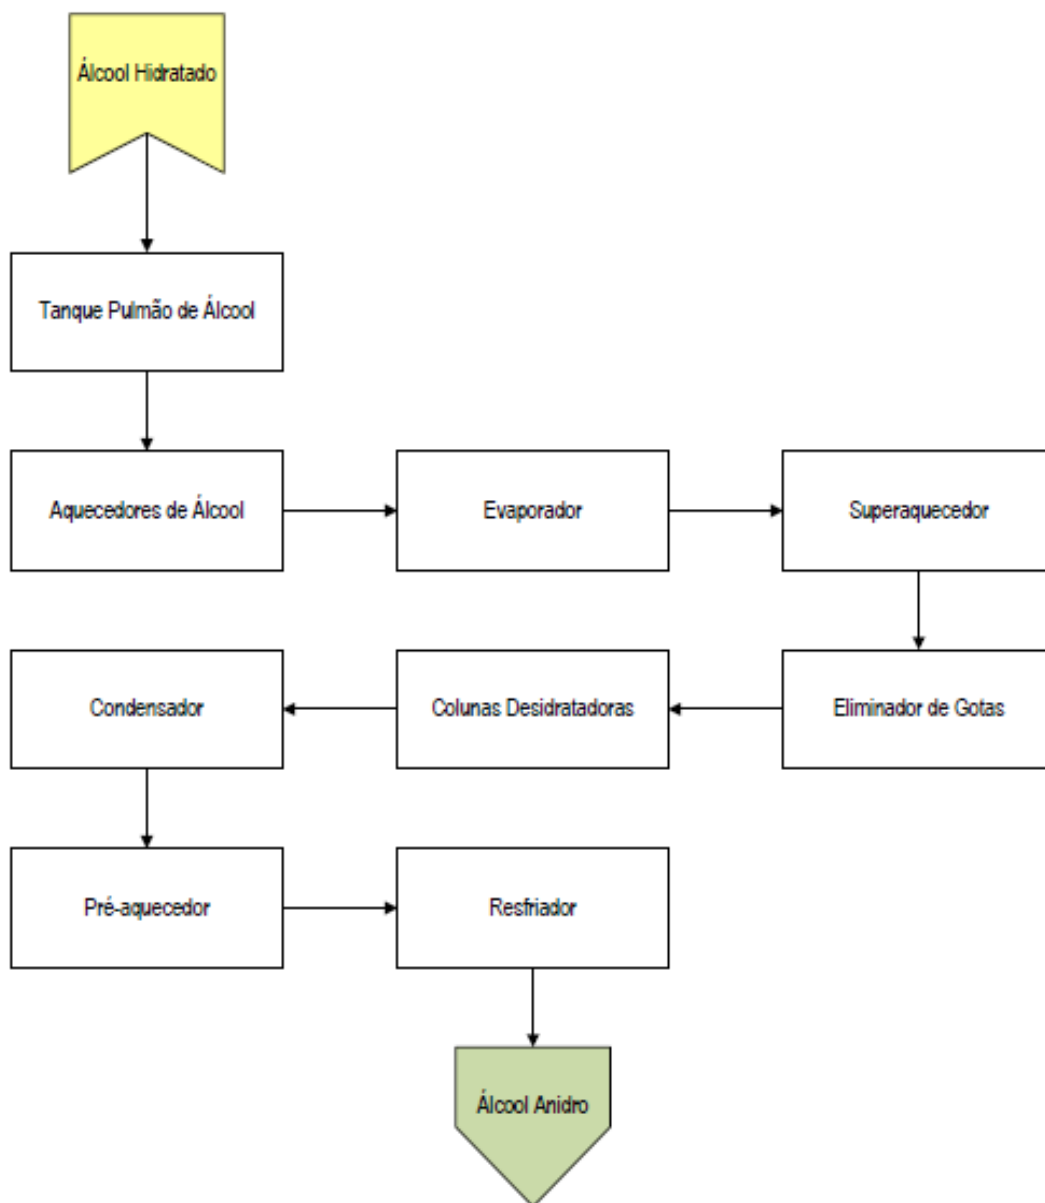 Álcool Hidratado
Tanque Pulmão de Álcool
Aquecedores de Álcool
Evaporador
Superaquecedor
Condensador
Colunas Desidratadoras
Eliminador de Gotas
Pré-aquecedor
Resfriador
Álcool Anidro